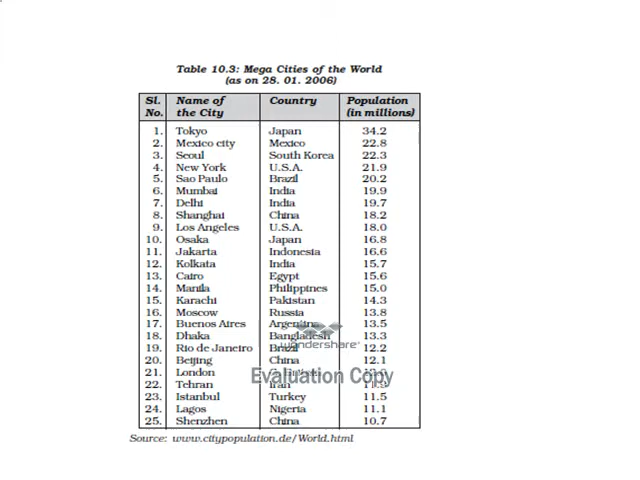 Table 10.3: Mega Cities of the World
(as on 28. 01. 2006)
Sl. No. Name of the City Country Population (in millions)
1. Tokyo Japan 34.2
2. Mexico city Mexico 22.8
3. Seoul South Korea 22.3
4. New York U.S.A. 21.9
5. Sao Paulo Brazil 20.2
6. Mumbai India 19.9
7. Delhi India 19.7
8. Shanghai China 18.2
9. Los Angeles U.S.A. 18.0
10. Osaka Japan 16.8
11. Jakarta Indonesia 16.6
12. Kolkata India 15.7
13. Cairo Egypt 15.6
14. Manila Philippines 15.0
15. Karachi Pakistan 14.3
16. Moscow Russia 13.8
17. Buenos Aires Argentina 13.5
18. Dhaka Bangladesh 13.3
wondershare
19. Rio de Janeiro Brazil 12.2
20. Beijing China 12.1
21. London
Evaluation Copy
22. Tehran Iran 11.9
23. Istanbul Turkey 11.5
24. Lagos Nigeria 11.1
25. Shenzhen China 10.7
Source: www.citypopulation.de/World.html